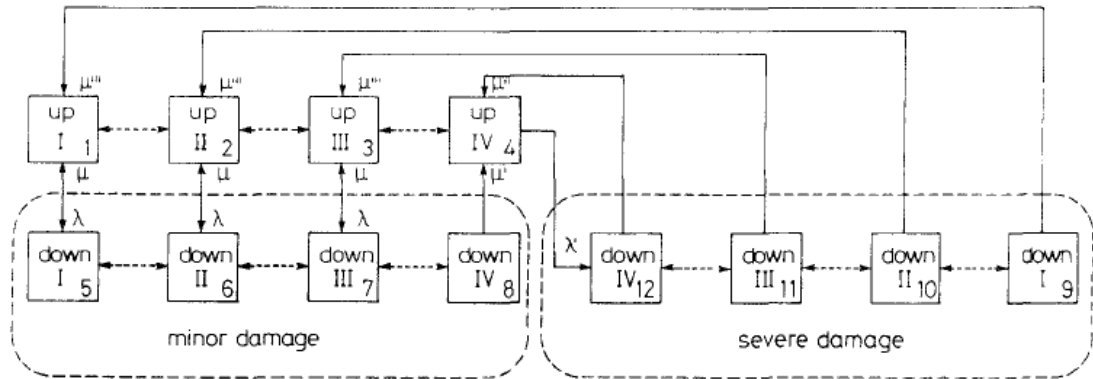 μ''' μ''' μ''' μ''
up up up up
I 1 II 2 III 3 IV 4
μ μ μ μ'
λ λ λ λ'
down down down down down down down down
I 5 II 6 III 7 IV 8 IV 12 III 11 II 10 I 9
minor damage severe damage